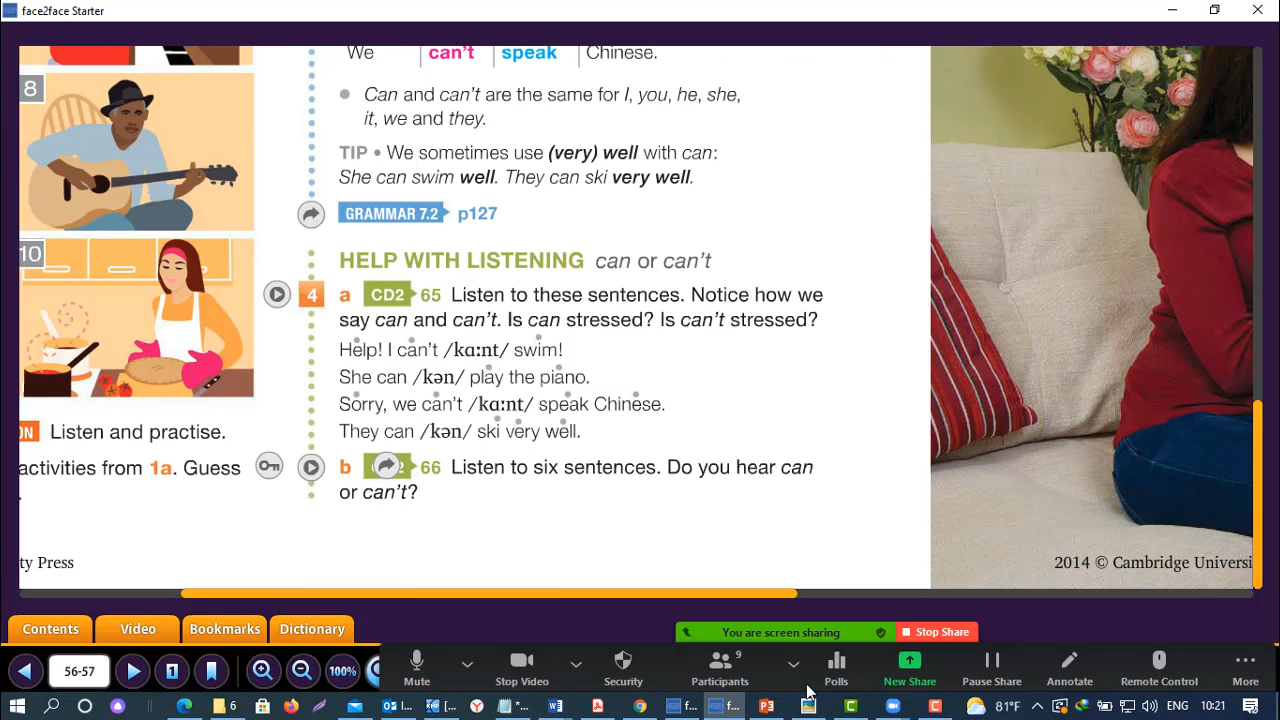 face2face Starter
We can't speak Chinese.
Can and can't are the same for I, you, he, she,
it, we and they.
TIP • We sometimes use (very) well with can:
She can swim well. They can ski very well.
GRAMMAR 7.2 p127
8
10
HELP WITH LISTENING can or can't
4 a CD2 65 Listen to these sentences. Notice how we
say can and can't. Is can stressed? Is can't stressed?
Help! I can't /kɑːnt/ swim!
She can /kən/ play the piano.
Sorry, we can't /kɑːnt/ speak Chinese.
They can /kən/ ski very well.
b 66 Listen to six sentences. Do you hear can
or can't?
ON Listen and practise.
activities from 1a. Guess
ty Press
2014 © Cambridge Universi
Contents Video Bookmarks Dictionary
You are screen sharing Stop Share
56-57 1 100%
9
Mute Stop Video Security Participants Polls New Share Pause Share Annotate Remote Control More
6 f... f... 81°F ENG 10:21